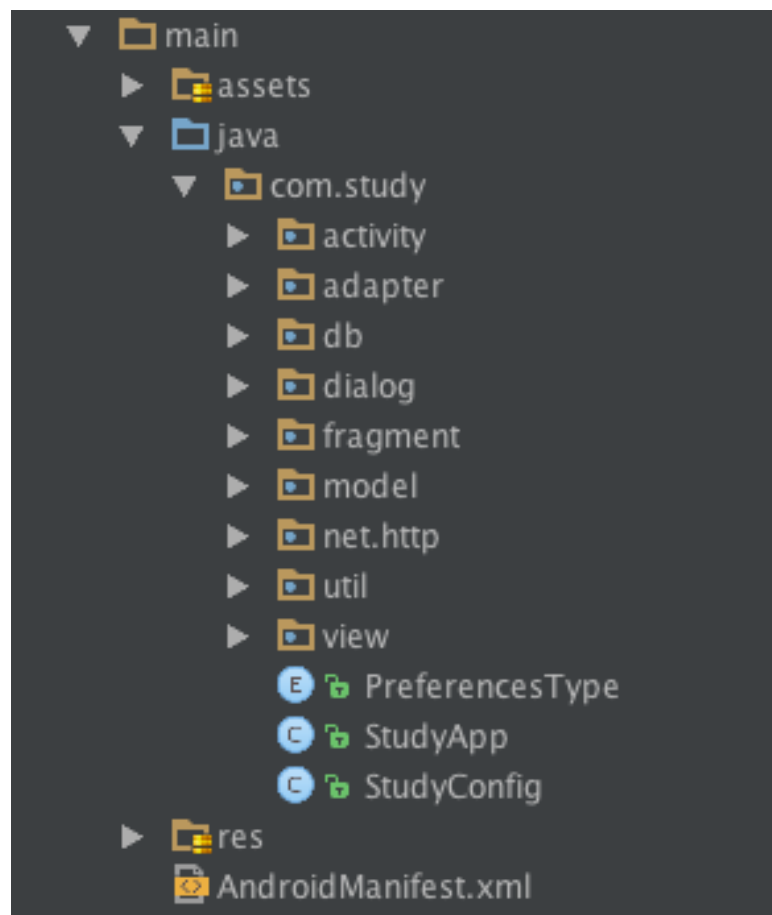 main
assets
java
com.study
activity
adapter
db
dialog
fragment
model
net.http
util
view
E PreferencesType
C StudyApp
C StudyConfig
res
<> AndroidManifest.xml